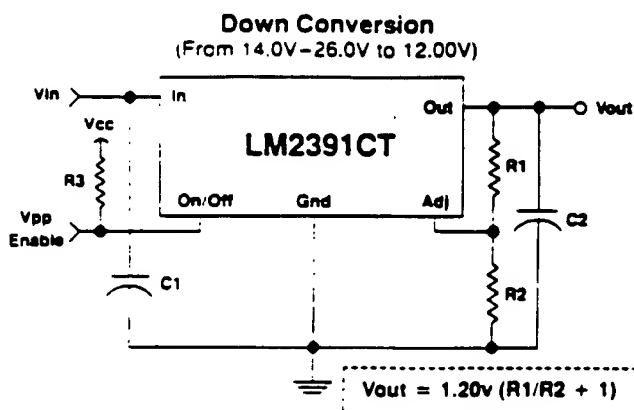 Down Conversion
(From 14.0V-26.0V to 12.00V)
Vin
In
Out
Vout
Vcc
LM2391CT
R3
R1
On/Off
Gnd
Adj
Vpp
Enable
C2
C1
R2
Vout = 1.20v (R1/R2 + 1)